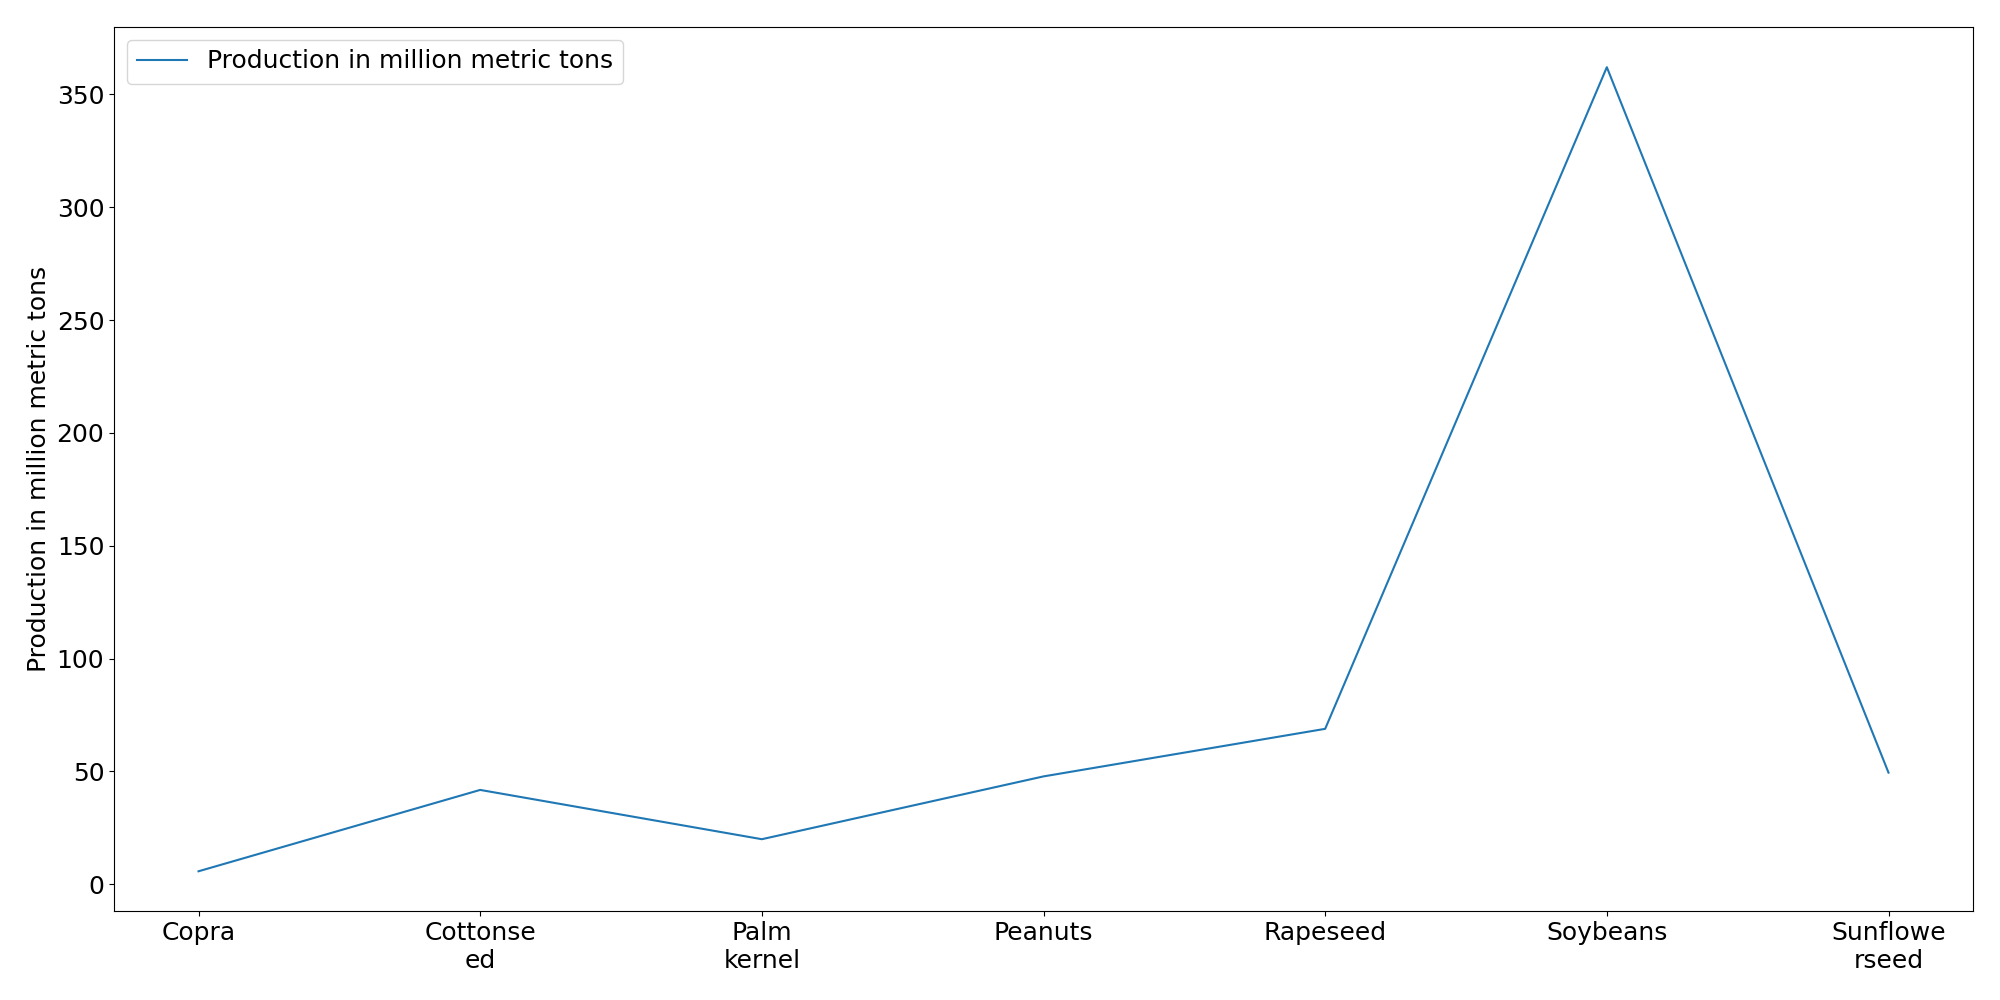 Production in million metric tons
Production in million metric tons
350
300
250
200
150
100
50
0
Copra
Cottonse
ed
Palm
kernel
Peanuts
Rapeseed
Soybeans
Sunflowe
rseed